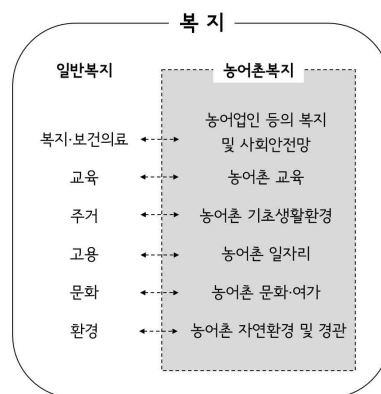 복 지
일반복지
농어촌복지
복지·보건의료
농어업인 등의 복지
및 사회안전망
교육
농어촌 교육
주거
농어촌 기초생활환경
고용
농어촌 일자리
문화
농어촌 문화·여가
환경
농어촌 자연환경 및 경관